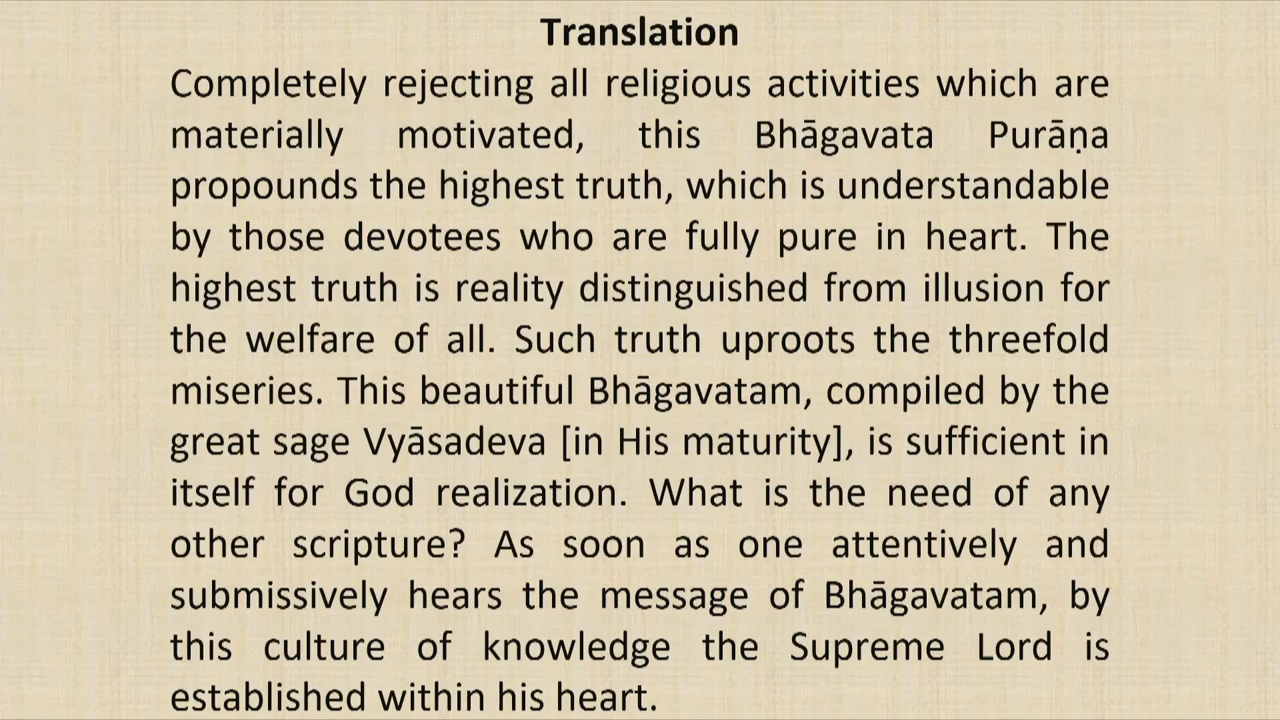 Translation
Completely rejecting all religious activities which are
materially motivated, this Bhāgavata Purāṇa
propounds the highest truth, which is understandable
by those devotees who are fully pure in heart. The
highest truth is reality distinguished from illusion for
the welfare of all. Such truth uproots the threefold
miseries. This beautiful Bhāgavatam, compiled by the
great sage Vyāsadeva [in His maturity], is sufficient in
itself for God realization. What is the need of any
other scripture? As soon as one attentively and
submissively hears the message of Bhāgavatam, by
this culture of knowledge the Supreme Lord is
established within his heart.